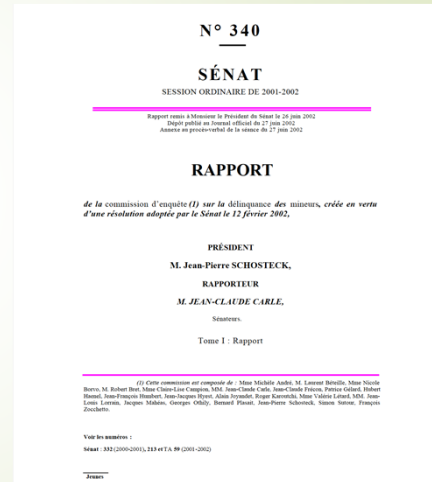 N° 340
SÉNAT
SESSION ORDINAIRE DE 2001-2002
Rapport remis à Monsieur le Président du Sénat le 26 juin 2002
Dépôt publié au Journal officiel du 27 juin 2002
Annexe au procès-verbal de la séance du 27 juin 2002
RAPPORT
de la commission d'enquête (1) sur la délinquance des mineurs, créée en vertu
d'une résolution adoptée par le Sénat le 12 février 2002,
PRÉSIDENT
M. Jean-Pierre SCHOSTECK,
RAPPORTEUR
M. JEAN-CLAUDE CARLE,
Sénateurs.
Tome I : Rapport
(1) Cette commission est composée de : Mme Michèle André, M. Laurent Béteille, Mme Nicole
Borvo, M. Robert Bret, Mme Claire-Lise Campion, MM. Jean-Claude Carle, Jean-Claude Frécon, Patrice Gélard, Hubert
Haenel, Jean-François Humbert, Jean-Jacques Hyest, Alain Joyandet, Roger Karoutchi, Mme Valérie Létard, MM. Jean-
Louis Lorrain, Jacques Mahéas, Georges Othily, Bernard Plasait, Jean-Pierre Schosteck, Simon Sutour, François
Zocchetto.
Voir les numéros :
Sénat : 332 (2000-2001), 213 et T A 59 (2001-2002)
Jeunes